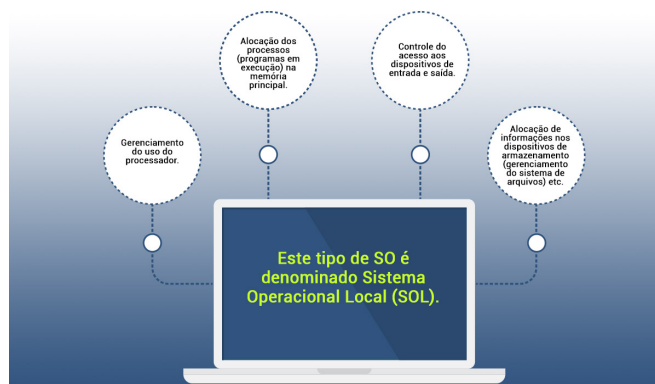 Gerenciamento
do uso do
processador.
Alocação dos
processos
(programas em
execução) na
memória
principal.
Controle do
acesso aos
dispositivos de
entrada e saída.
Alocação de
informações nos
dispositivos de
armazenamento
(gerenciamento
do sistema de
arquivos) etc.
Este tipo de SO é
denominado Sistema
Operacional Local (SOL).